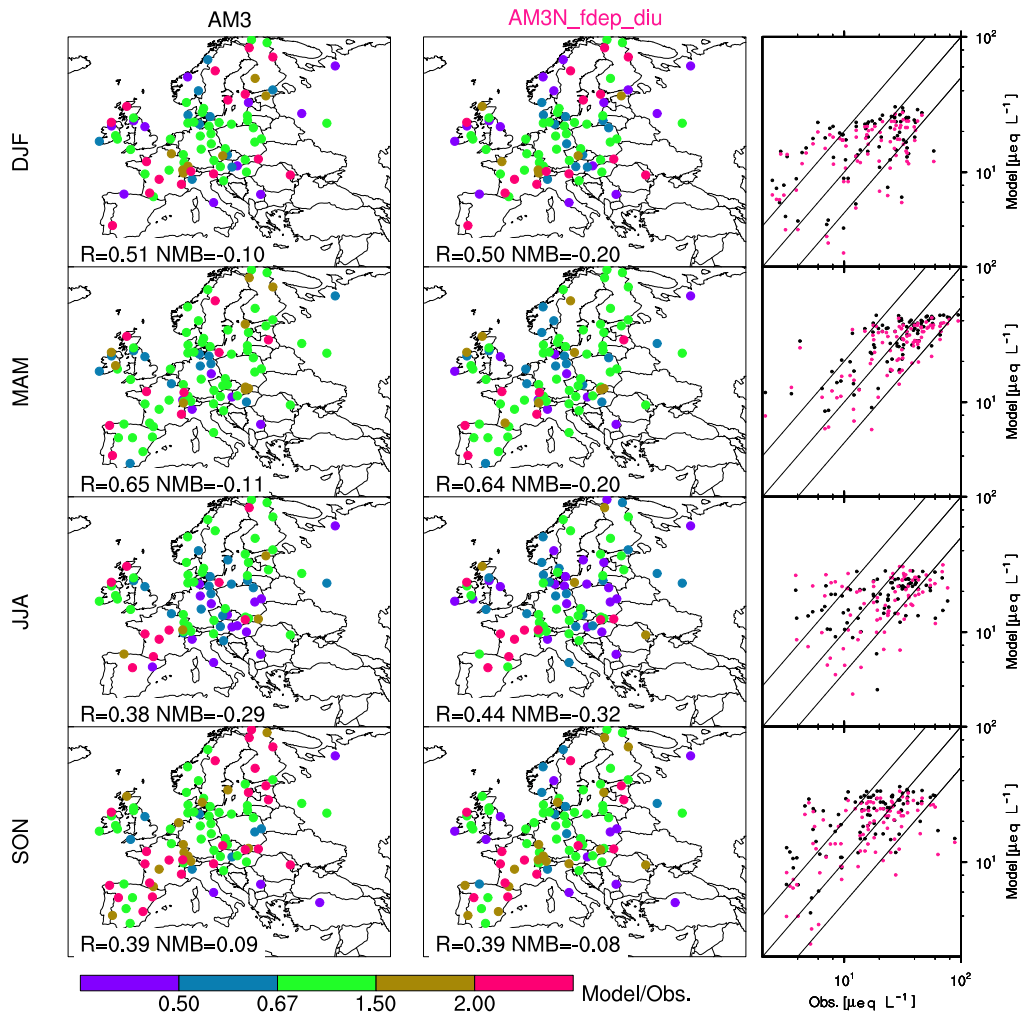 AM3 AM3N_fdep_diu
DJF
R=0.51 NMB=-0.10
R=0.50 NMB=-0.20
10²
10¹
Model [μeq L⁻¹]
MAM
R=0.65 NMB=-0.11
R=0.64 NMB=-0.20
10²
10¹
Model [μeq L⁻¹]
JJA
R=0.38 NMB=-0.29
R=0.44 NMB=-0.32
10²
10¹
Model [μeq L⁻¹]
SON
R=0.39 NMB=0.09
R=0.39 NMB=-0.08
10²
10¹
Model [μeq L⁻¹]
10¹ 10²
Obs. [μeq L⁻¹]
0.50 0.67 1.50 2.00 Model/Obs.